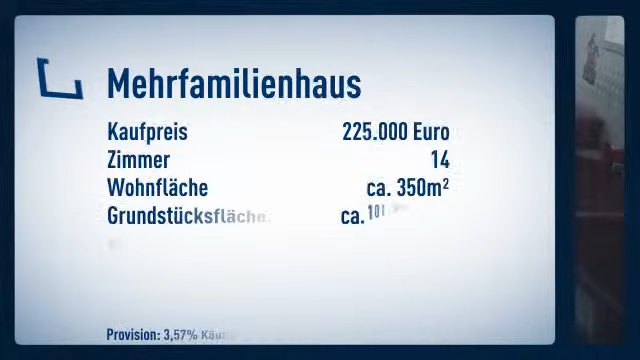 Mehrfamilienhaus
Kaufpreis 225.000 Euro
Zimmer 14
Wohnfläche ca. 350m²
Grundstücksfläche ca.
Provision: 3,57%